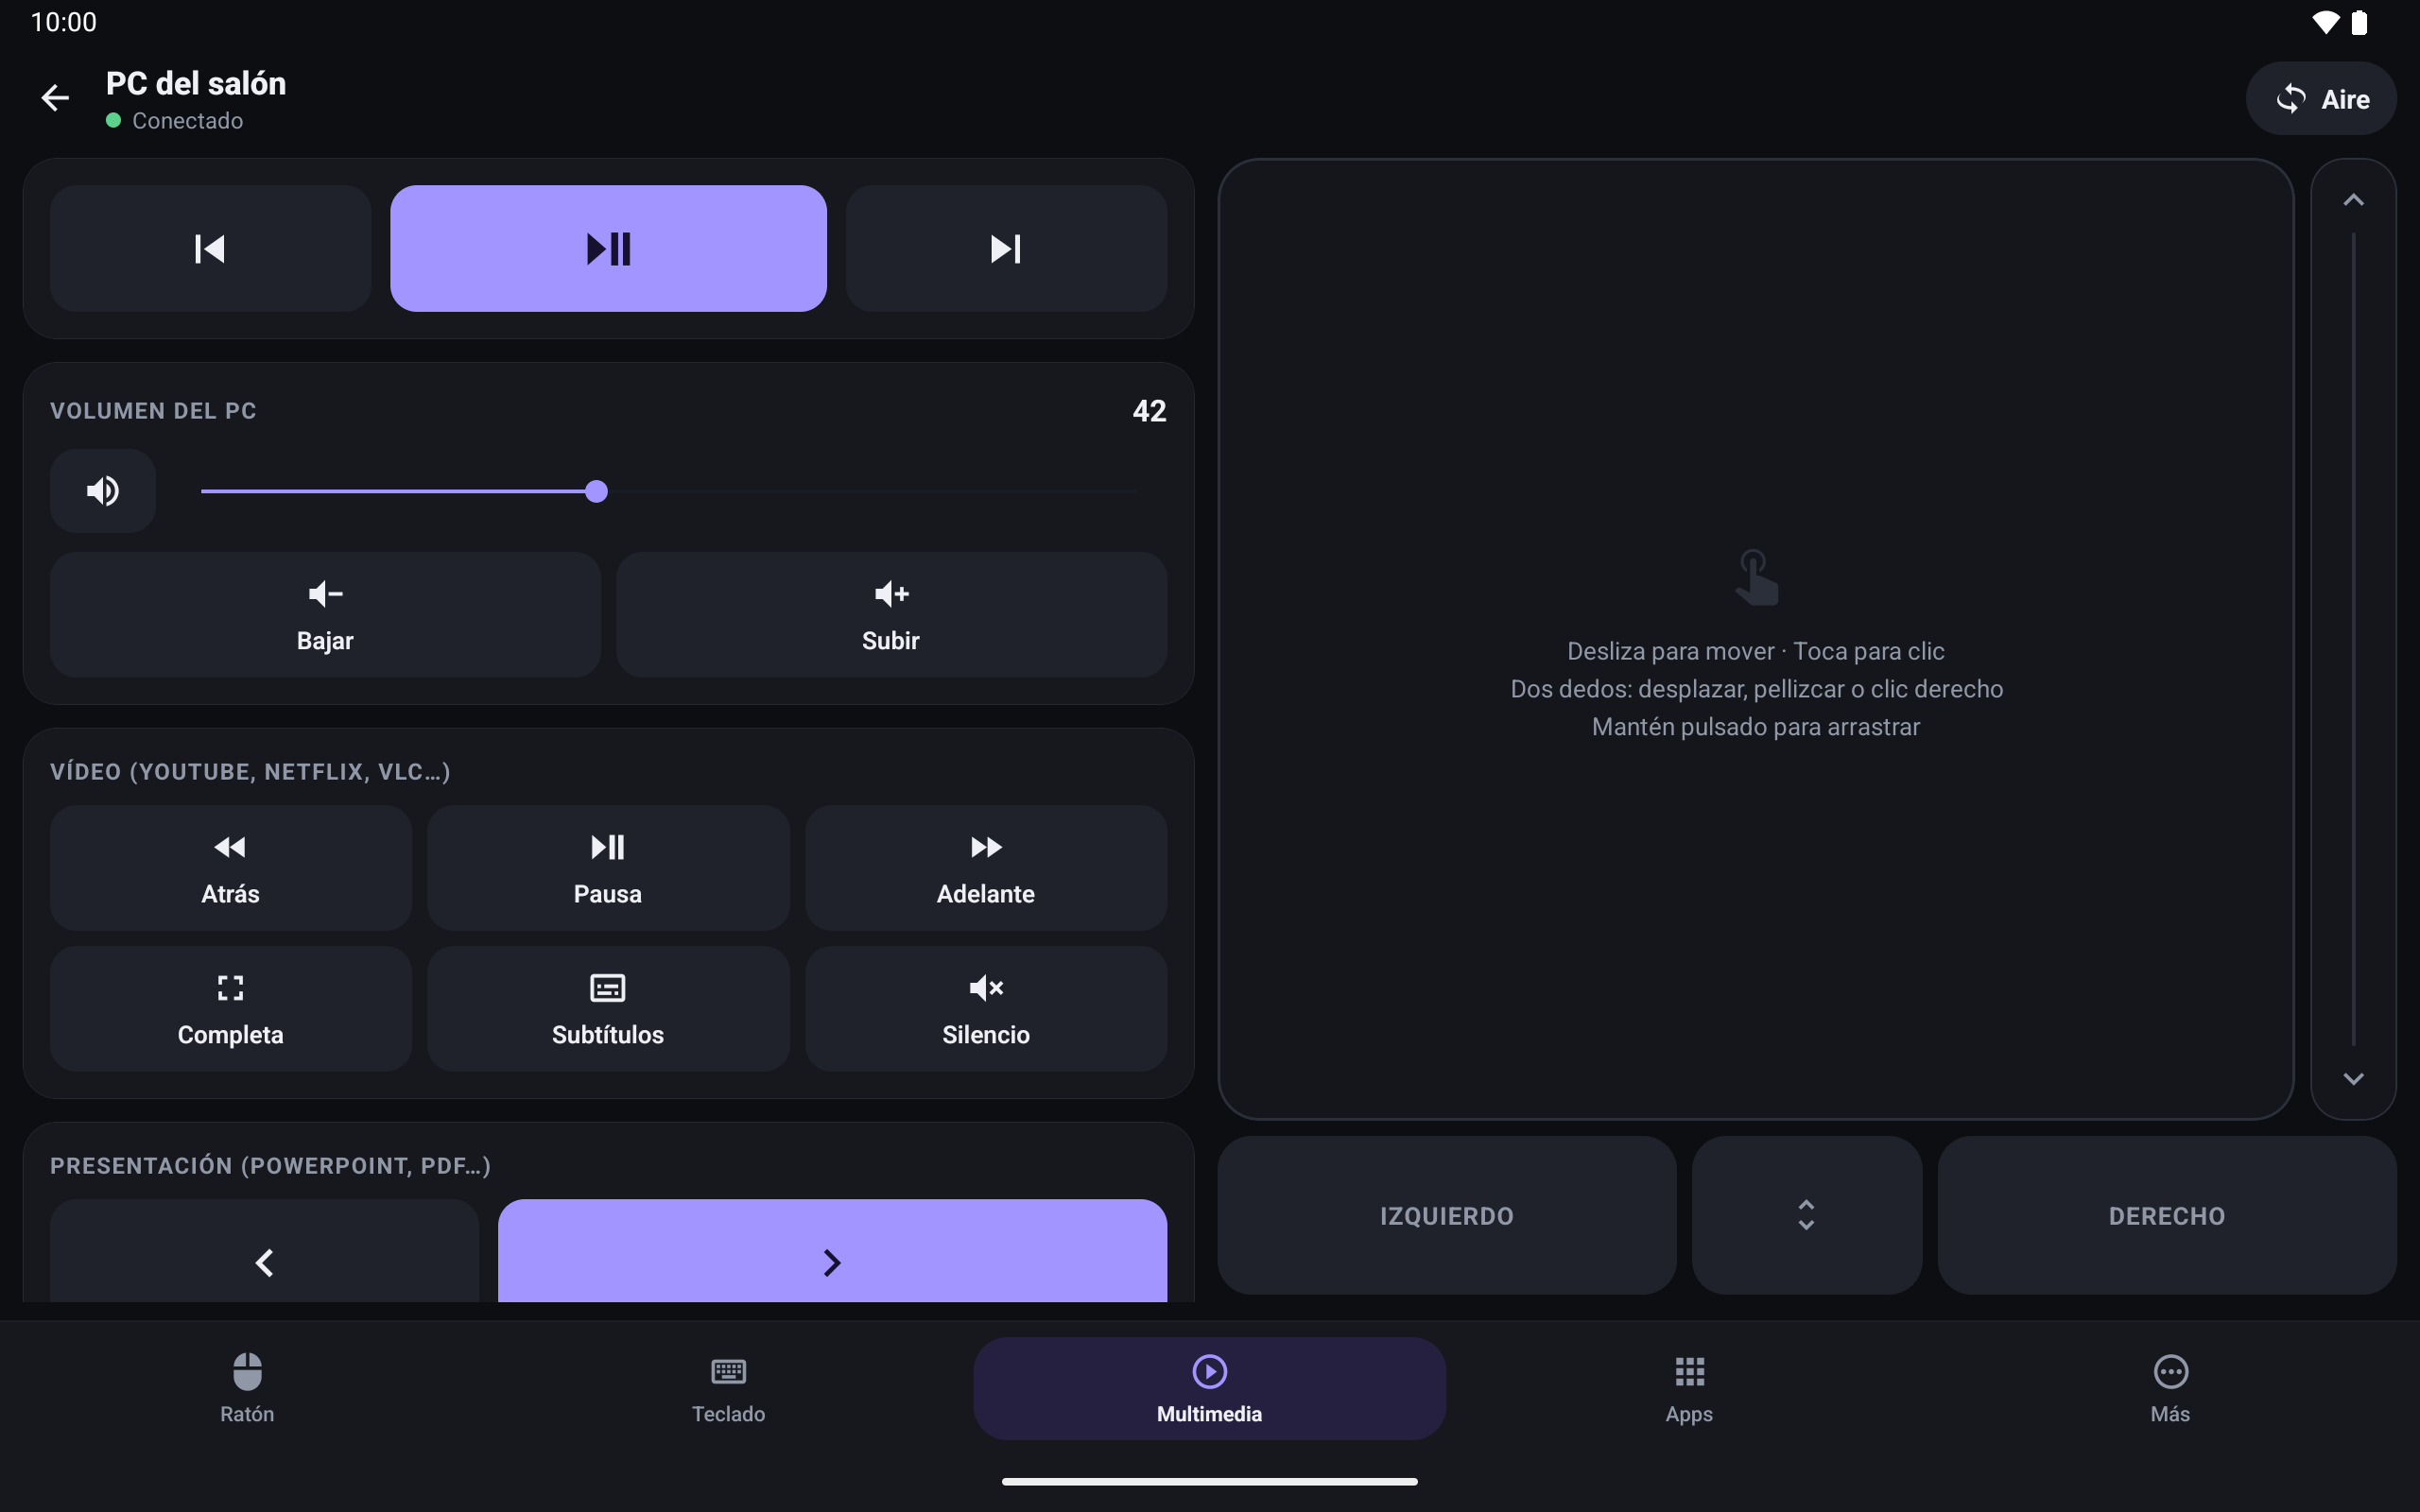 10:00
PC del salón
Conectado
Aire
VOLUMEN DEL PC
42
Bajar
Subir
VÍDEO (YOUTUBE, NETFLIX, VLC…)
Atrás
Pausa
Adelante
Completa
Subtítulos
Silencio
PRESENTACIÓN (POWERPOINT, PDF…)
Desliza para mover · Toca para clic
Dos dedos: desplazar, pellizcar o clic derecho
Mantén pulsado para arrastrar
IZQUIERDO
DERECHO
Ratón
Teclado
Multimedia
Apps
Más